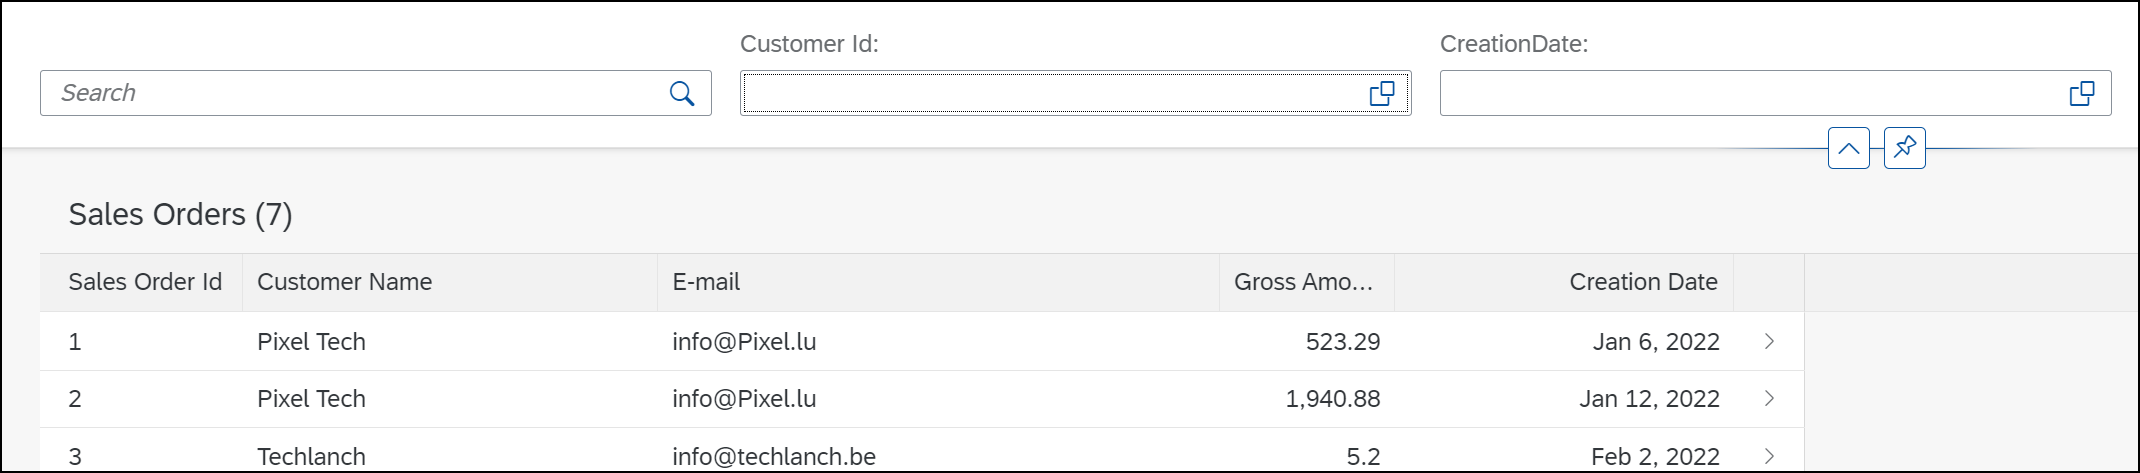 Customer Id: CreationDate:
Search
Sales Orders (7)
Sales Order Id Customer Name E-mail Gross Amo... Creation Date
1 Pixel Tech info@Pixel.lu 523.29 Jan 6, 2022
2 Pixel Tech info@Pixel.lu 1,940.88 Jan 12, 2022
3 Techlanch info@techlanch.be 5.2 Feb 2, 2022